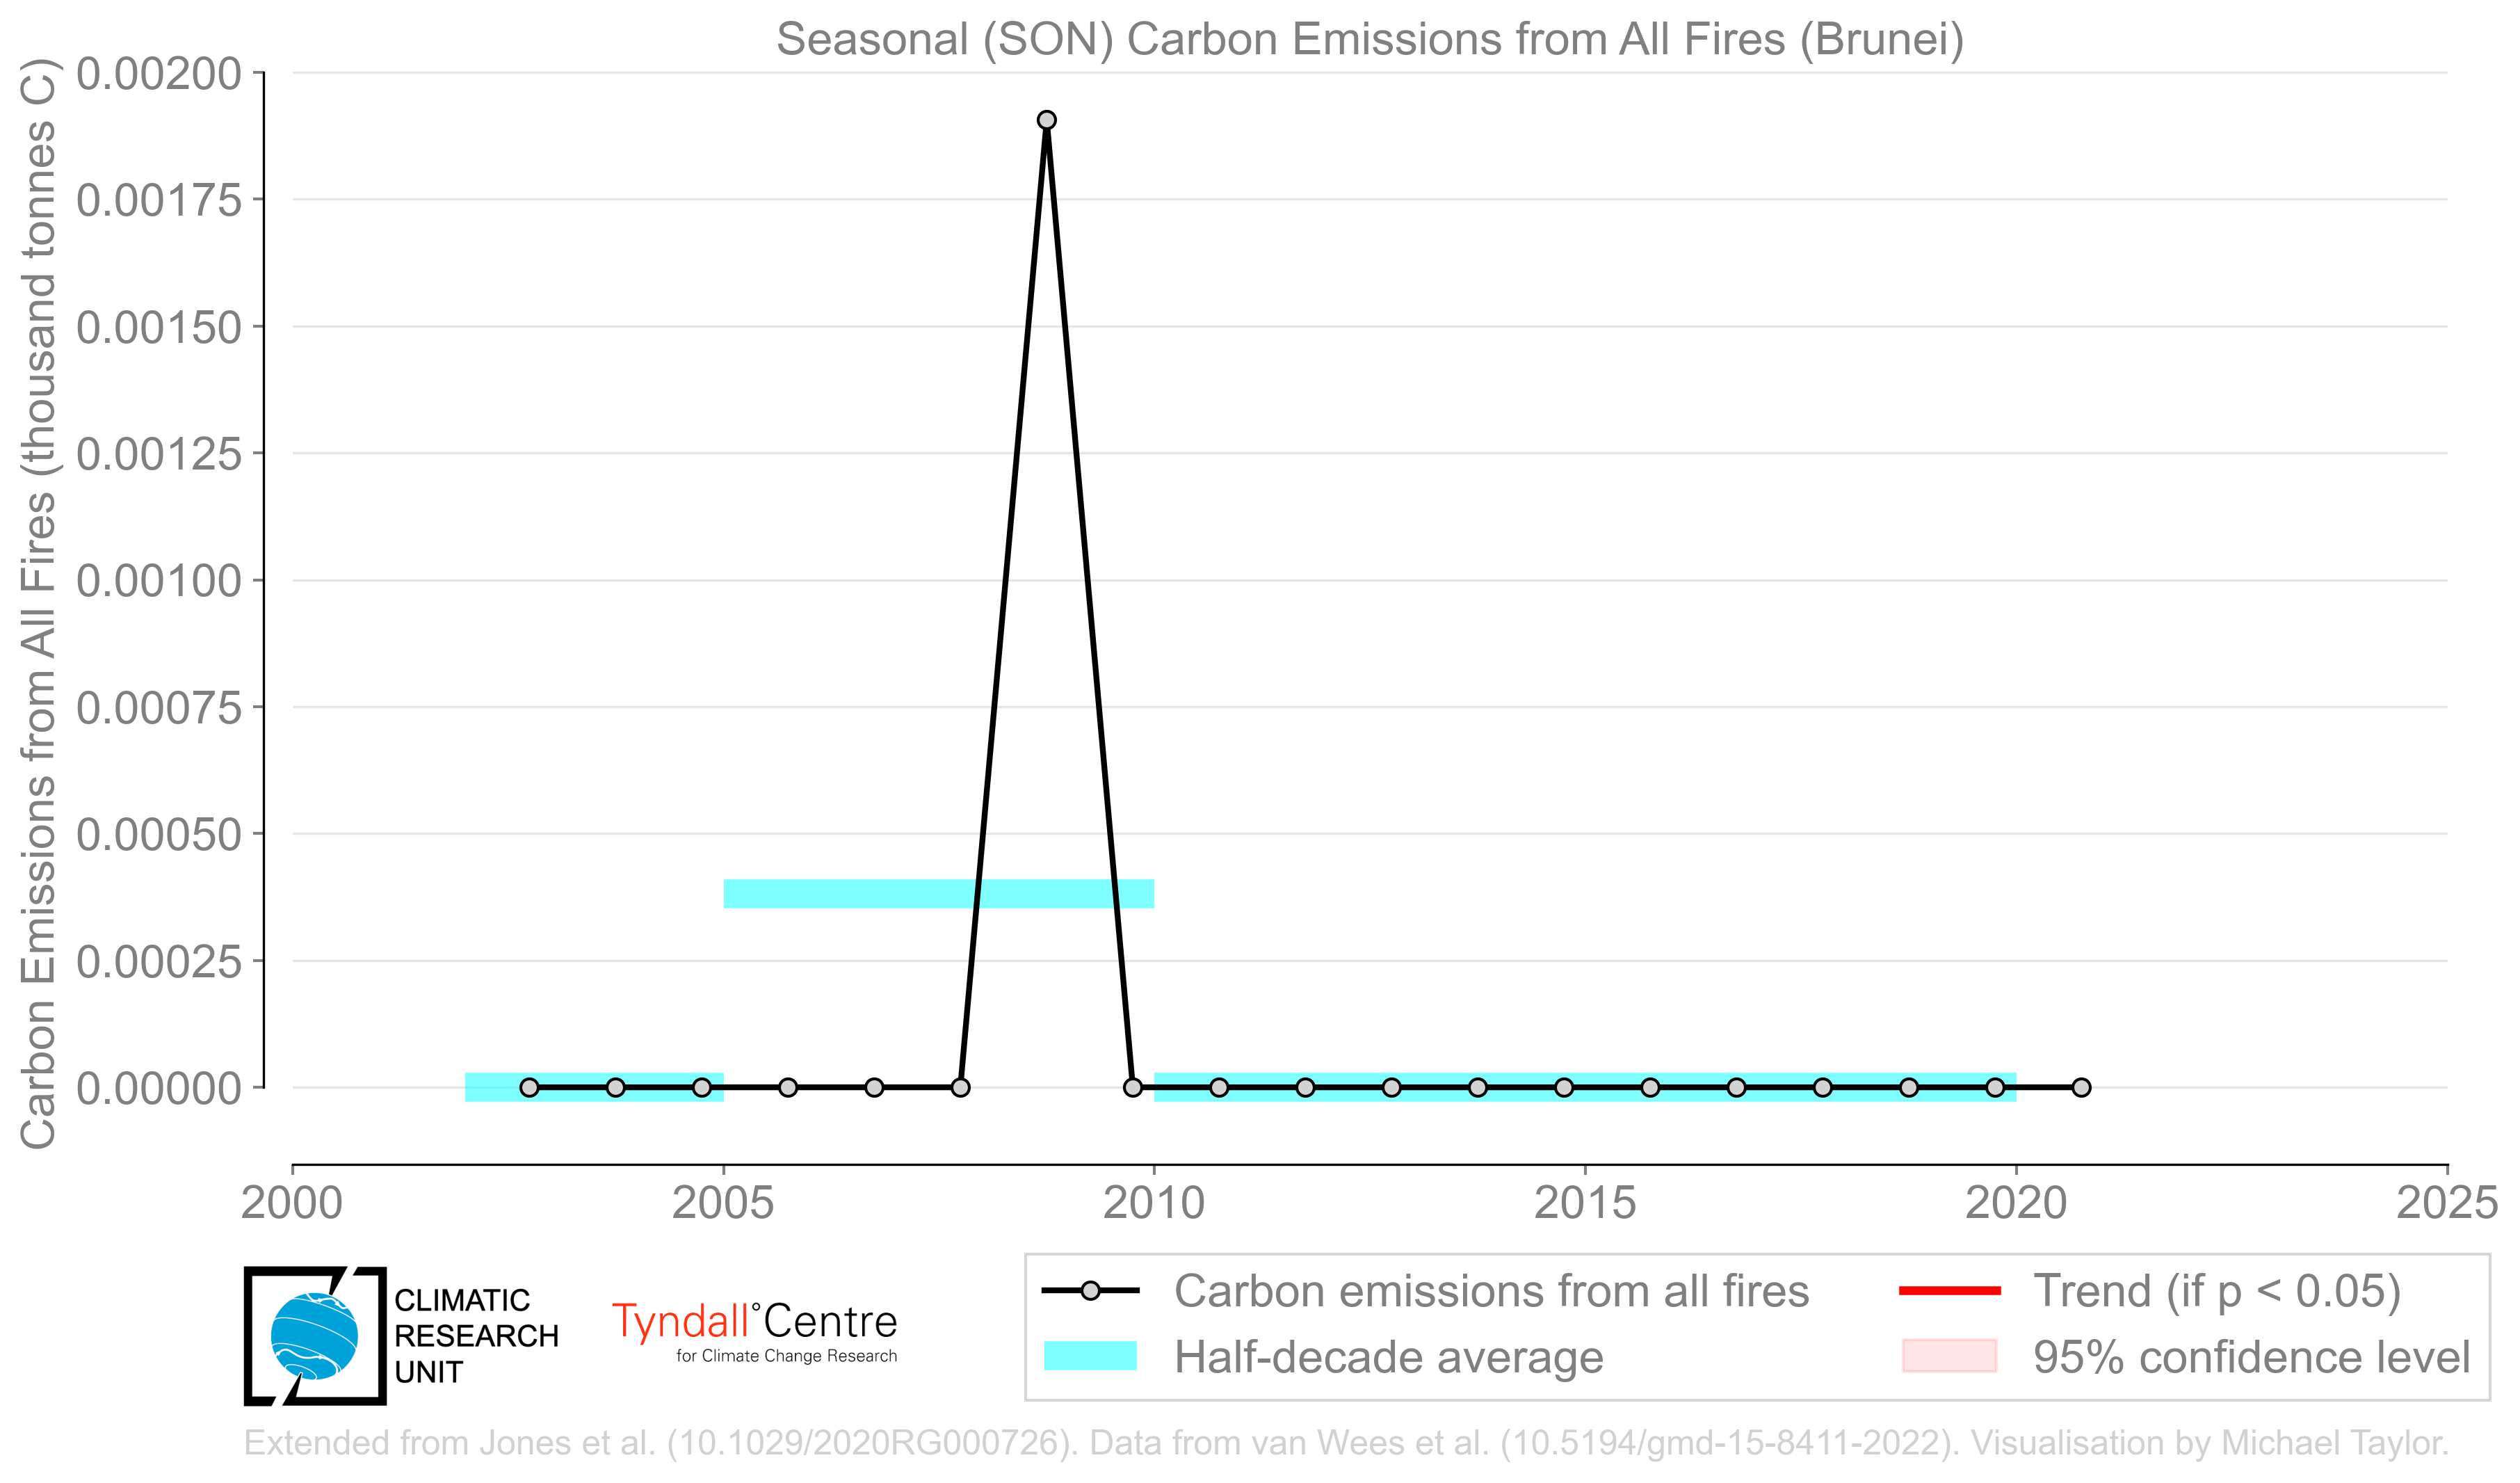 Seasonal (SON) Carbon Emissions from All Fires (Brunei)
Carbon Emissions from All Fires (thousand tonnes C)
0.00200
0.00175
0.00150
0.00125
0.00100
0.00075
0.00050
0.00025
0.00000
2000
2005
2010
2015
2020
2025
CLIMATIC
RESEARCH
UNIT
Tyndall°Centre
for Climate Change Research
Carbon emissions from all fires
Half-decade average
Trend (if p < 0.05)
95% confidence level
Extended from Jones et al. (10.1029/2020RG000726). Data from van Wees et al. (10.5194/gmd-15-8411-2022). Visualisation by Michael Taylor.